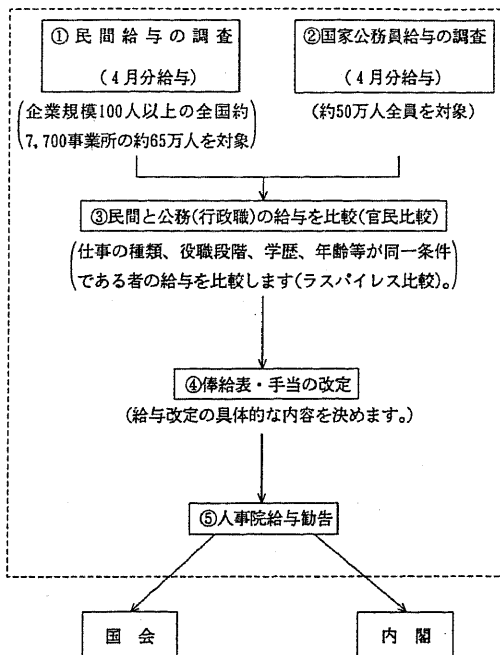 ①民間給与の調査
(4月分給与)
(企業規模100人以上の全国約
7,700事業所の約65万人を対象)
②国家公務員給与の調査
(4月分給与)
(約50万人全員を対象)
③民間と公務(行政職)の給与を比較(官民比較)
(仕事の種類、役職段階、学歴、年齢等が同一条件
である者の給与を比較します(ラスパイレス比較)。)
④俸給表・手当の改定
(給与改定の具体的な内容を決めます。)
⑤人事院給与勧告
国会
内閣